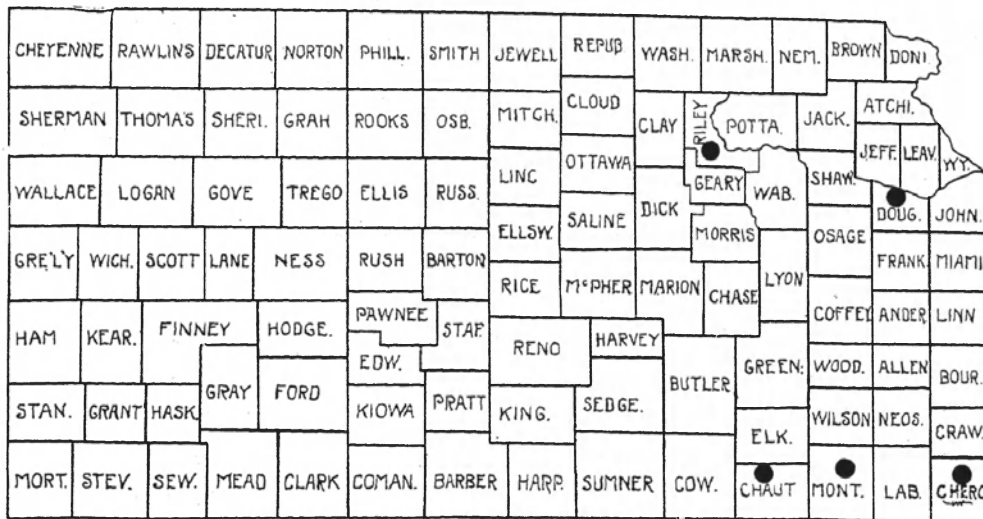 CHEYENNE RAWLINS DECATUR NORTON PHILL. SMITH JEWELL REPUB WASH. MARSH. NEM. BROWN DONI.
SHERMAN THOMAS SHERI. GRAH ROOKS OSB. MITCH. CLOUD CLAY RILEY POTTA. JACK. ATCHI.
JEFF. LEAV. WY.
WALLACE LOGAN GOVE TREGO ELLIS RUSS. LINC OTTAWA DICK GEARY WAB. SHAW. DOUG. JOHN.
ELLSW. SALINE MORRIS OSAGE
GRE'LY WICH. SCOTT LANE NESS RUSH BARTON RICE McPHER MARION CHASE LYON FRANK MIAMI
HAM KEAR. FINNEY HODGE. PAWNEE STAF. RENO HARVEY COFFEY ANDER LINN
EDW.
GRAY FORD BUTLER GREEN. WOOD. ALLEN BOUR.
STAN. GRANT HASK. KIOWA PRATT KING. SEDGE. ELK. WILSON NEOS. CRAW.
MORT. STEV. SEW. MEAD CLARK COMAN. BARBER HARP. SUMNER COW. CHAUT MONT. LAB. CHERO